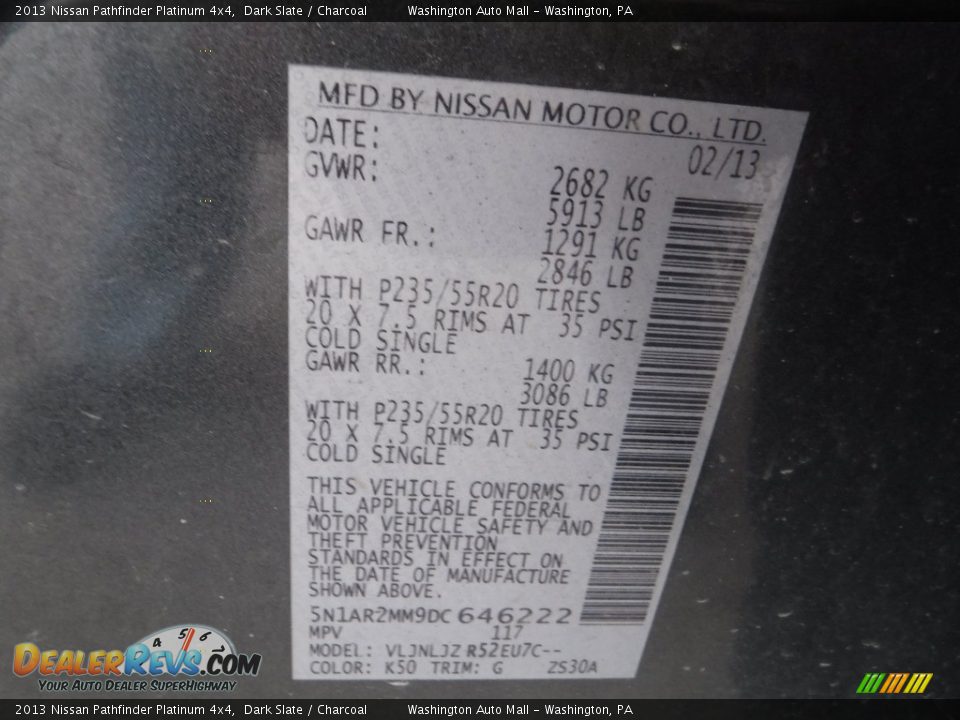 2013 Nissan Pathfinder Platinum 4x4, Dark Slate / Charcoal Washington Auto Mall - Washington, PA
MFD BY NISSAN MOTOR CO., LTD.
DATE: 02/13
GVWR: 2682 KG
5913 LB
GAWR FR.: 1291 KG
2846 LB
WITH P235/55R20 TIRES
20 X 7.5 RIMS AT 35 PSI
COLD SINGLE
GAWR RR.: 1400 KG
3086 LB
WITH P235/55R20 TIRES
20 X 7.5 RIMS AT 35 PSI
COLD SINGLE
THIS VEHICLE CONFORMS TO
ALL APPLICABLE FEDERAL
MOTOR VEHICLE SAFETY AND
THEFT PREVENTION
STANDARDS IN EFFECT ON
THE DATE OF MANUFACTURE
SHOWN ABOVE.
5N1AR2MM9DC 646222
MPV 117
MODEL: VLJNLJZ R52EU7C--
COLOR: K50 TRIM: G ZS30A
4 5 6
DealerRevs.com
Your Auto Dealer SuperHighway
2013 Nissan Pathfinder Platinum 4x4, Dark Slate / Charcoal Washington Auto Mall - Washington, PA